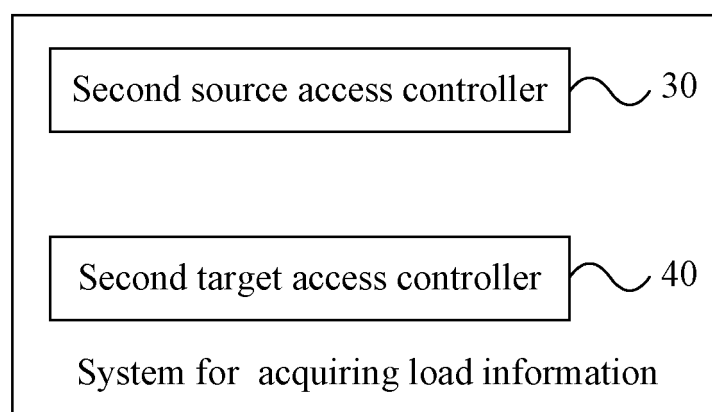 Second source access controller 30
Second target access controller 40
System for acquiring load information